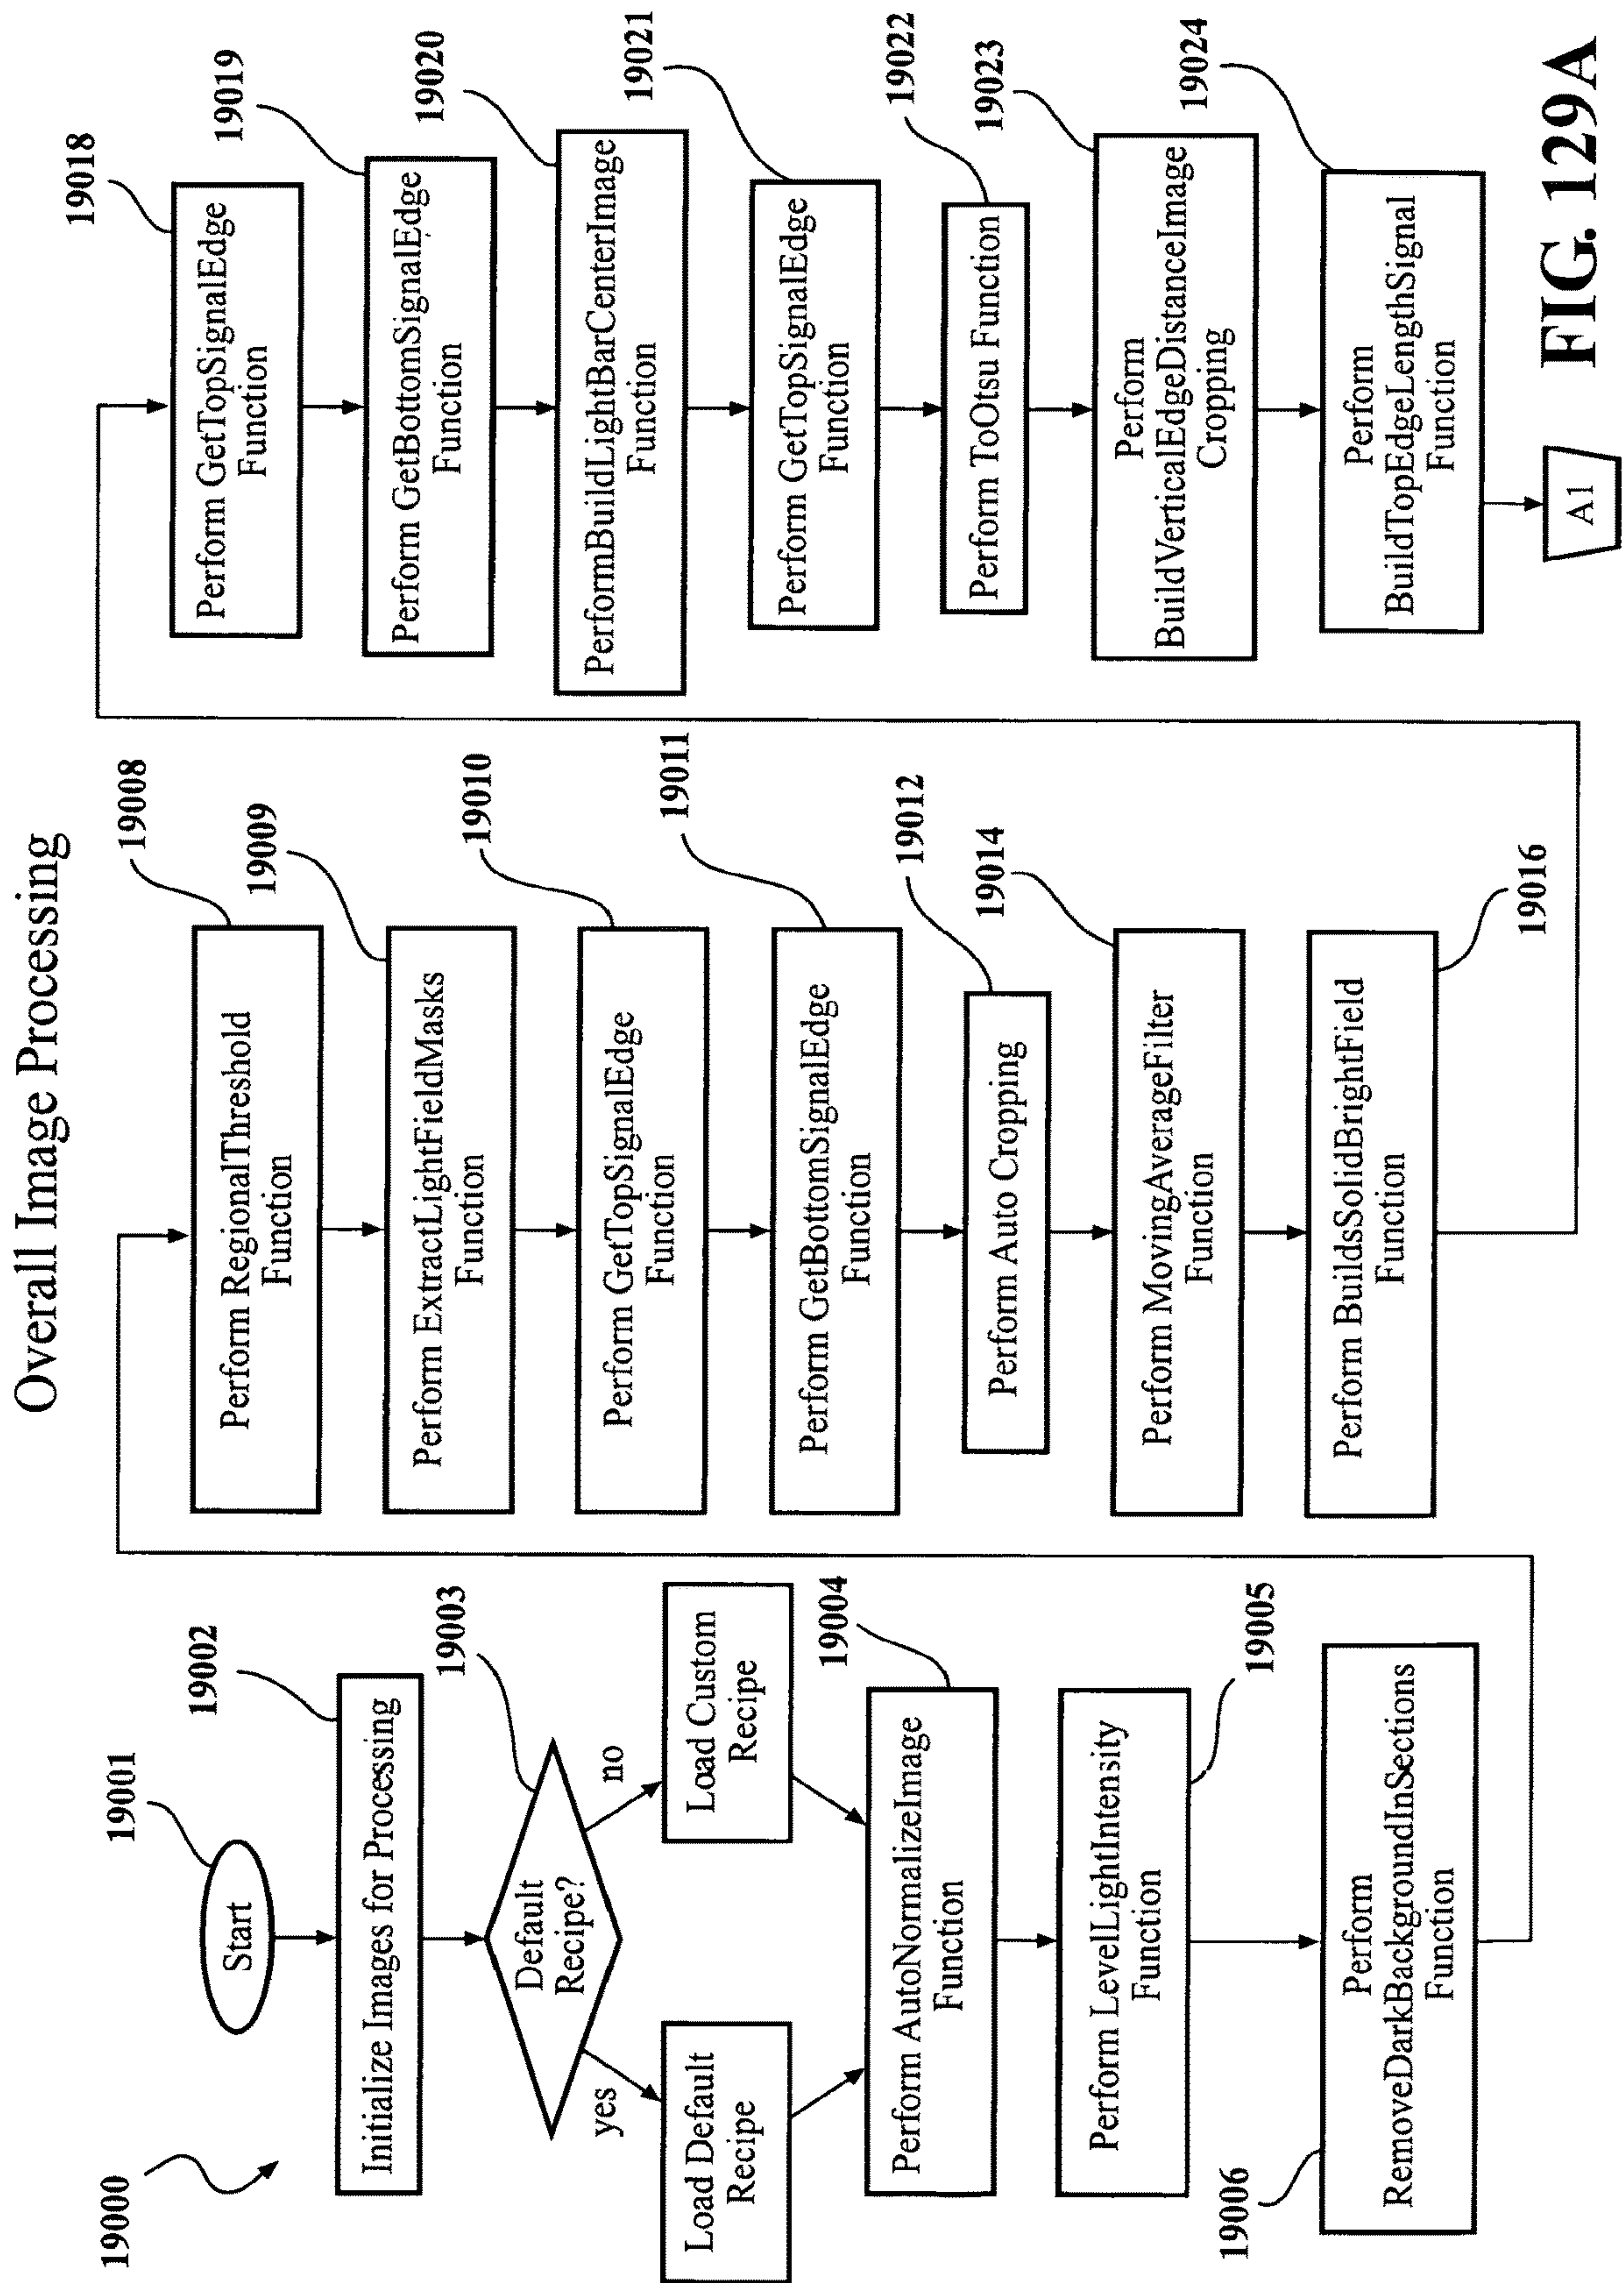 Overall Image Processing
19000
19001
Start
19002
Initialize Images for Processing
19003
Default
Recipe?
yes
no
Load Default
Recipe
Load Custom
Recipe
19004
Perform AutoNormalizeImage
Function
19005
Perform LevelLightIntensity
Function
19006
Perform
RemoveDarkBackgroundInSections
Function
19008
Perform RegionalThreshold
Function
19009
Perform ExtractLightFieldMasks
Function
19010
Perform GetTopSignalEdge
Function
19011
Perform GetBottomSignalEdge
Function
19012
Perform Auto Cropping
19014
Perform MovingAverageFilter
Function
19016
Perform BuildsSolidBrightField
Function
19018
Perform GetTopSignalEdge
Function
19019
Perform GetBottomSignalEdge
Function
19020
PerformBuildLightBarCenterImage
Function
19021
Perform GetTopSignalEdge
Function
19022
Perform ToOtsu Function
19023
Perform
BuildVerticalEdgeDistanceImage
Cropping
19024
Perform
BuildTopEdgeLengthSignal
Function
A1
FIG. 129A